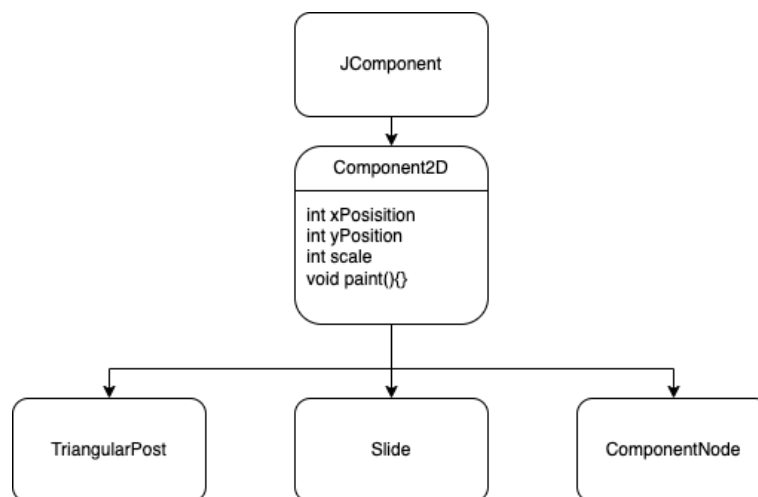 JComponent
Component2D
int xPosisition
int yPosition
int scale
void paint(){}
TriangularPost
Slide
ComponentNode